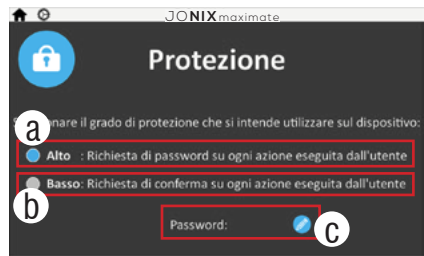 JONIXmaximate
Protezione
onare il grado di protezione che si intende utilizzare sul dispositivo:
a
Alto : Richiesta di password su ogni azione eseguita dall'utente
Basso: Richiesta di conferma su ogni azione eseguita dall'utente
b
Password:
c